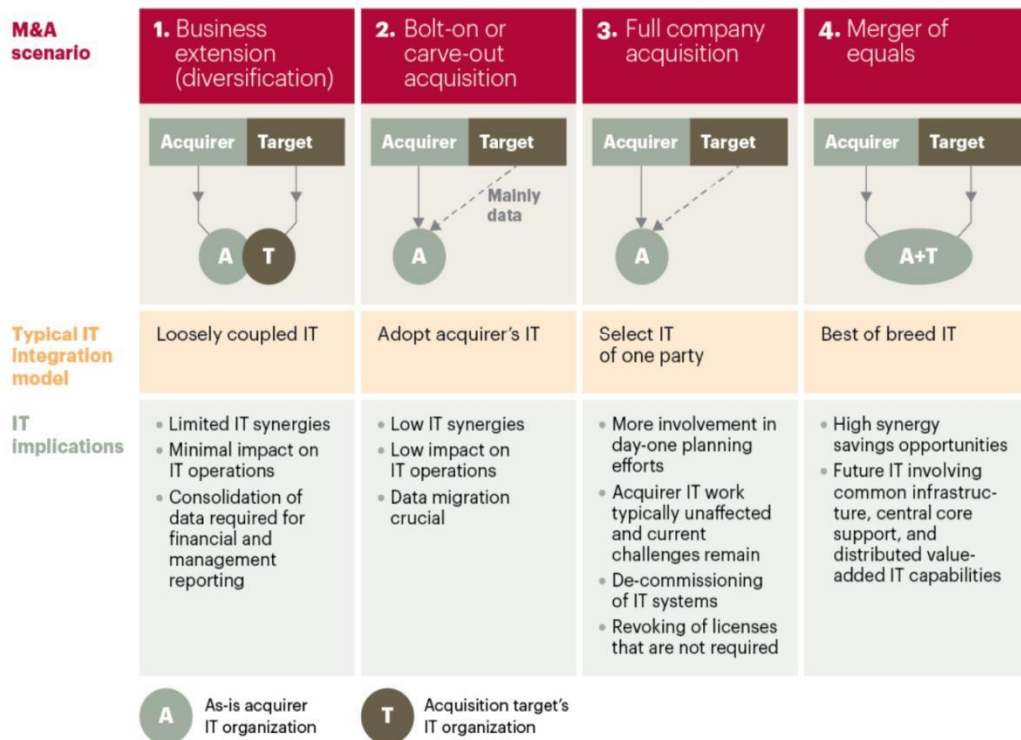 M&A
scenario
1. Business
extension
(diversification)
2. Bolt-on or
carve-out
acquisition
3. Full company
acquisition
4. Merger of
equals
Acquirer Target
A T
Acquirer Target
Mainly
data
A
Acquirer Target
A
Acquirer Target
A+T
Typical IT
integration
model
Loosely coupled IT
Adopt acquirer's IT
Select IT
of one party
Best of breed IT
IT
implications
• Limited IT synergies
• Minimal impact on
IT operations
• Consolidation of
data required for
financial and
management
reporting
• Low IT synergies
• Low impact on
IT operations
• Data migration
crucial
• More involvement in
day-one planning
efforts
• Acquirer IT work
typically unaffected
and current
challenges remain
• De-commissioning
of IT systems
• Revoking of licenses
that are not required
• High synergy
savings opportunities
• Future IT involving
common infrastruc-
ture, central core
support, and
distributed value-
added IT capabilities
A
As-is acquirer
IT organization
T
Acquisition target's
IT organization